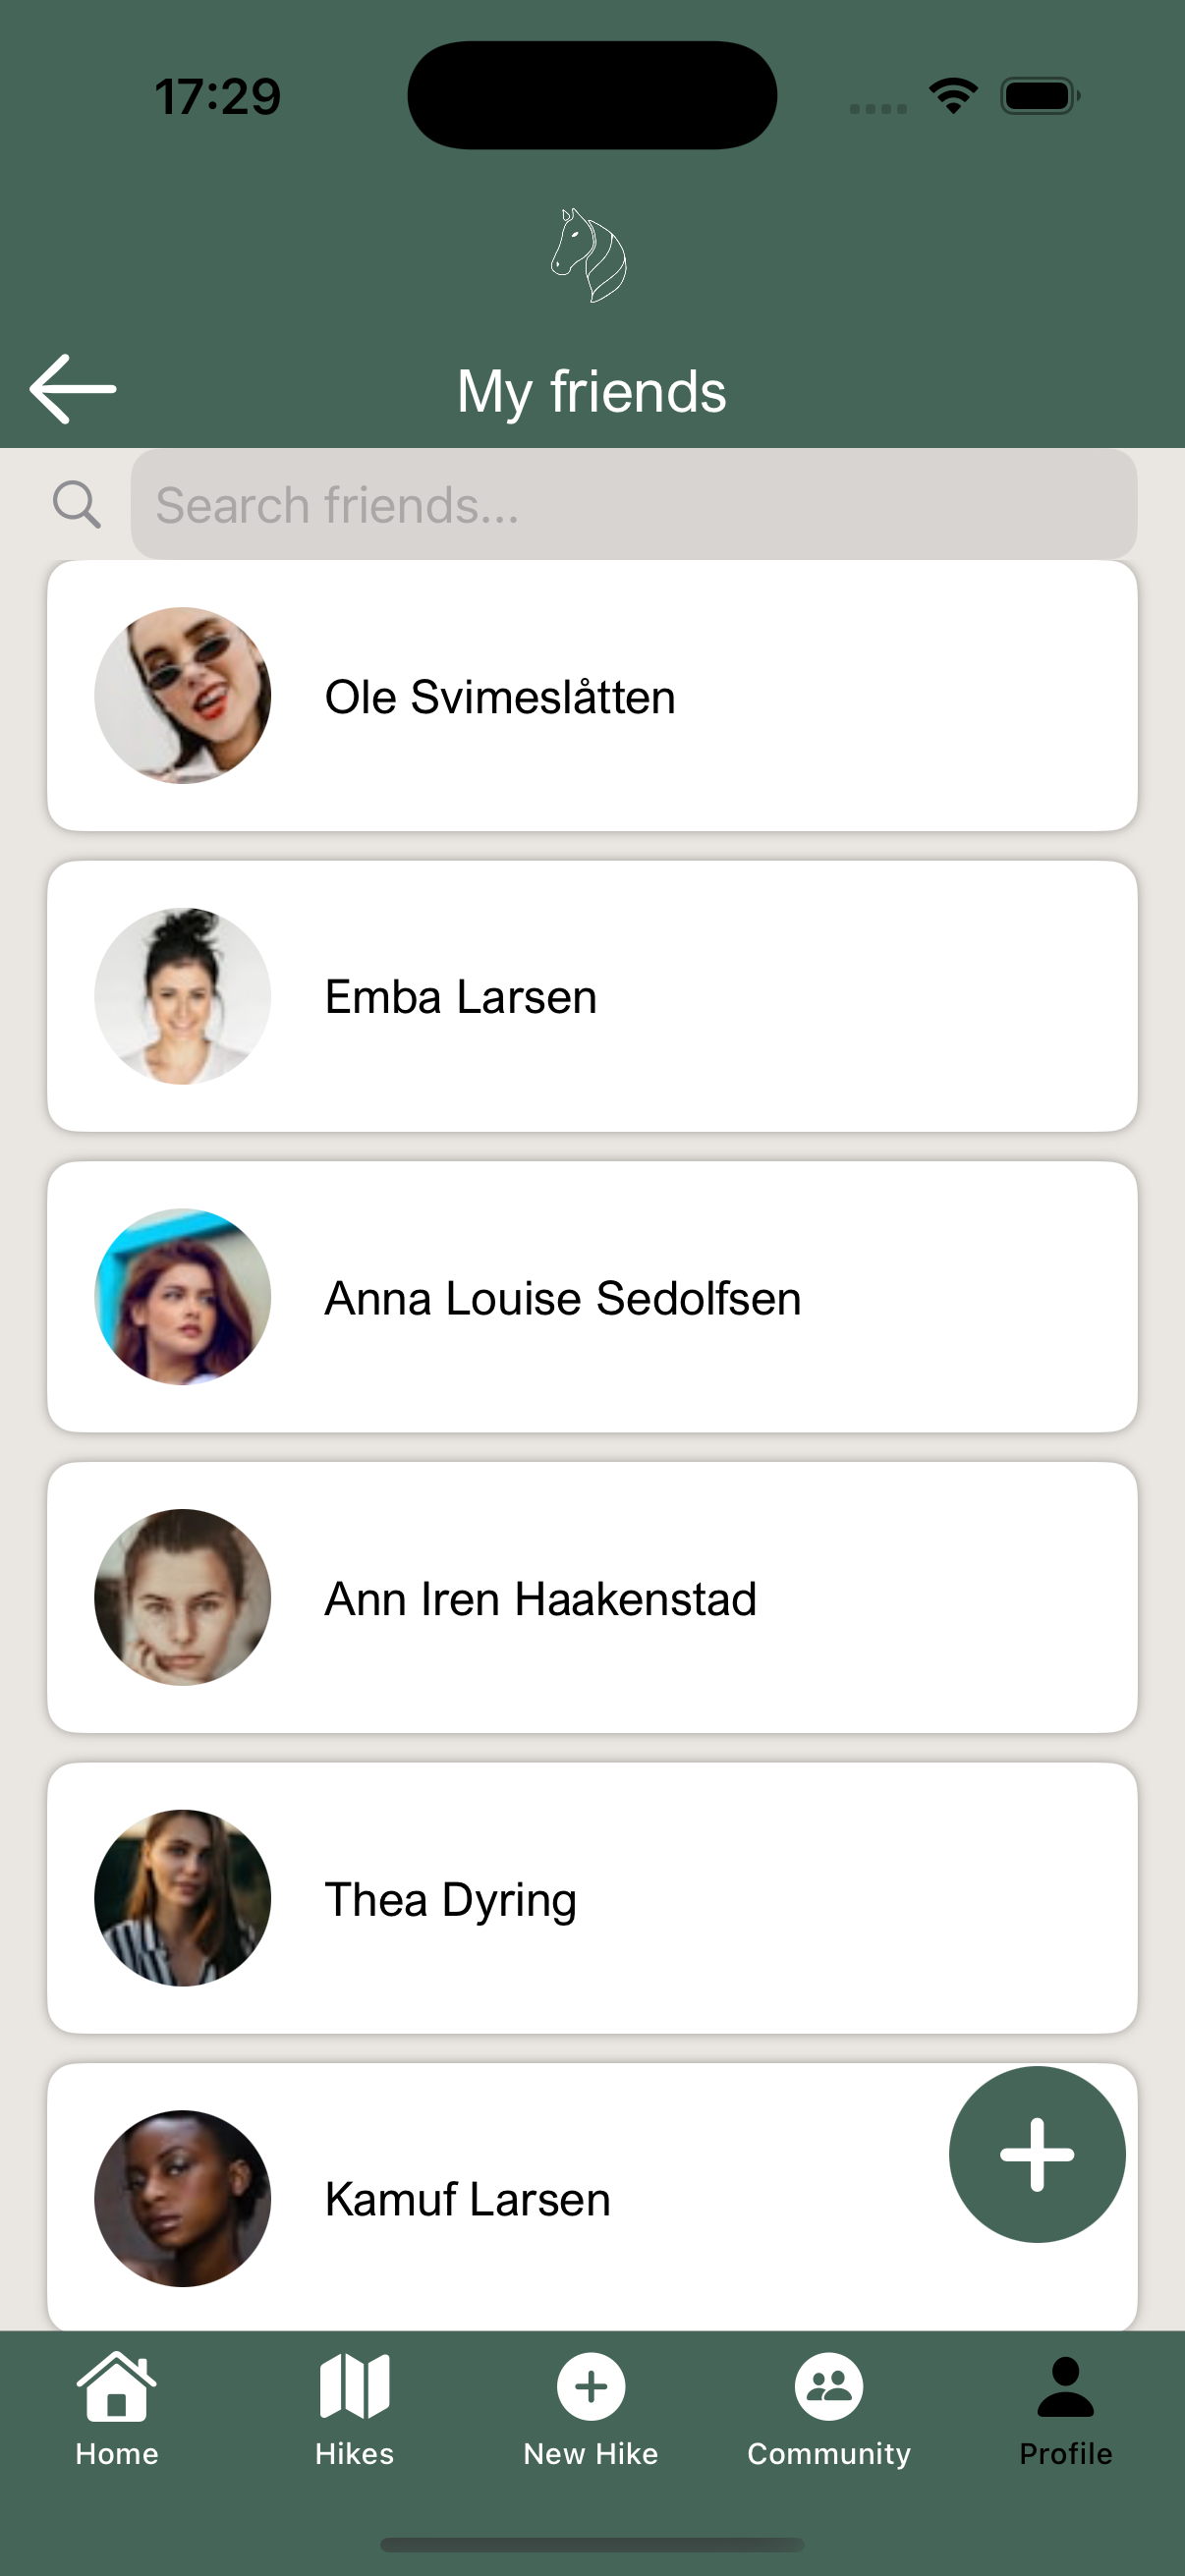 17:29
My friends
Search friends...
Ole Svimeslåtten
Emba Larsen
Anna Louise Sedolfsen
Ann Iren Haakenstad
Thea Dyring
Kamuf Larsen
Home Hikes New Hike Community Profile